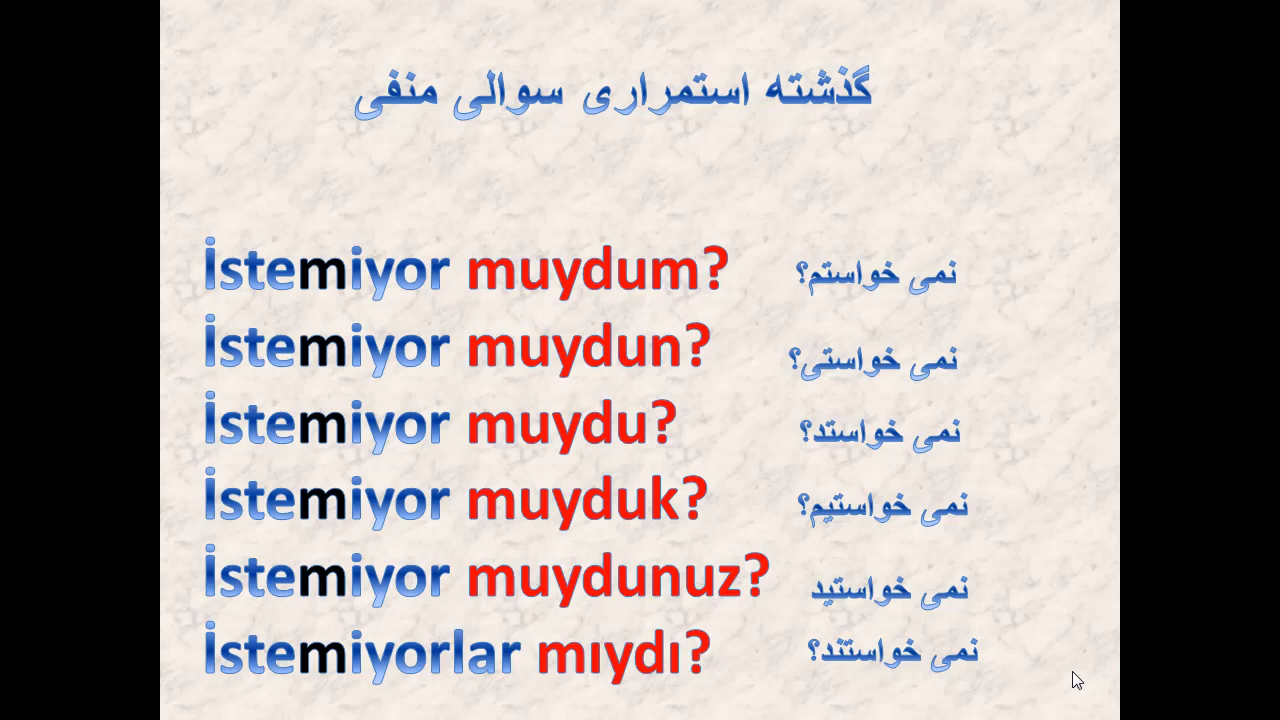 گذشته استمراری سوالی منفی
İstemiyor muydum? نمی خواستم؟
İstemiyor muydun? نمی خواستی؟
İstemiyor muydu? نمی خواستد؟
İstemiyor muyduk? نمی خواستیم؟
İstemiyor muydunuz? نمی خواستید
İstemiyorlar mıydı? نمی خواستند؟